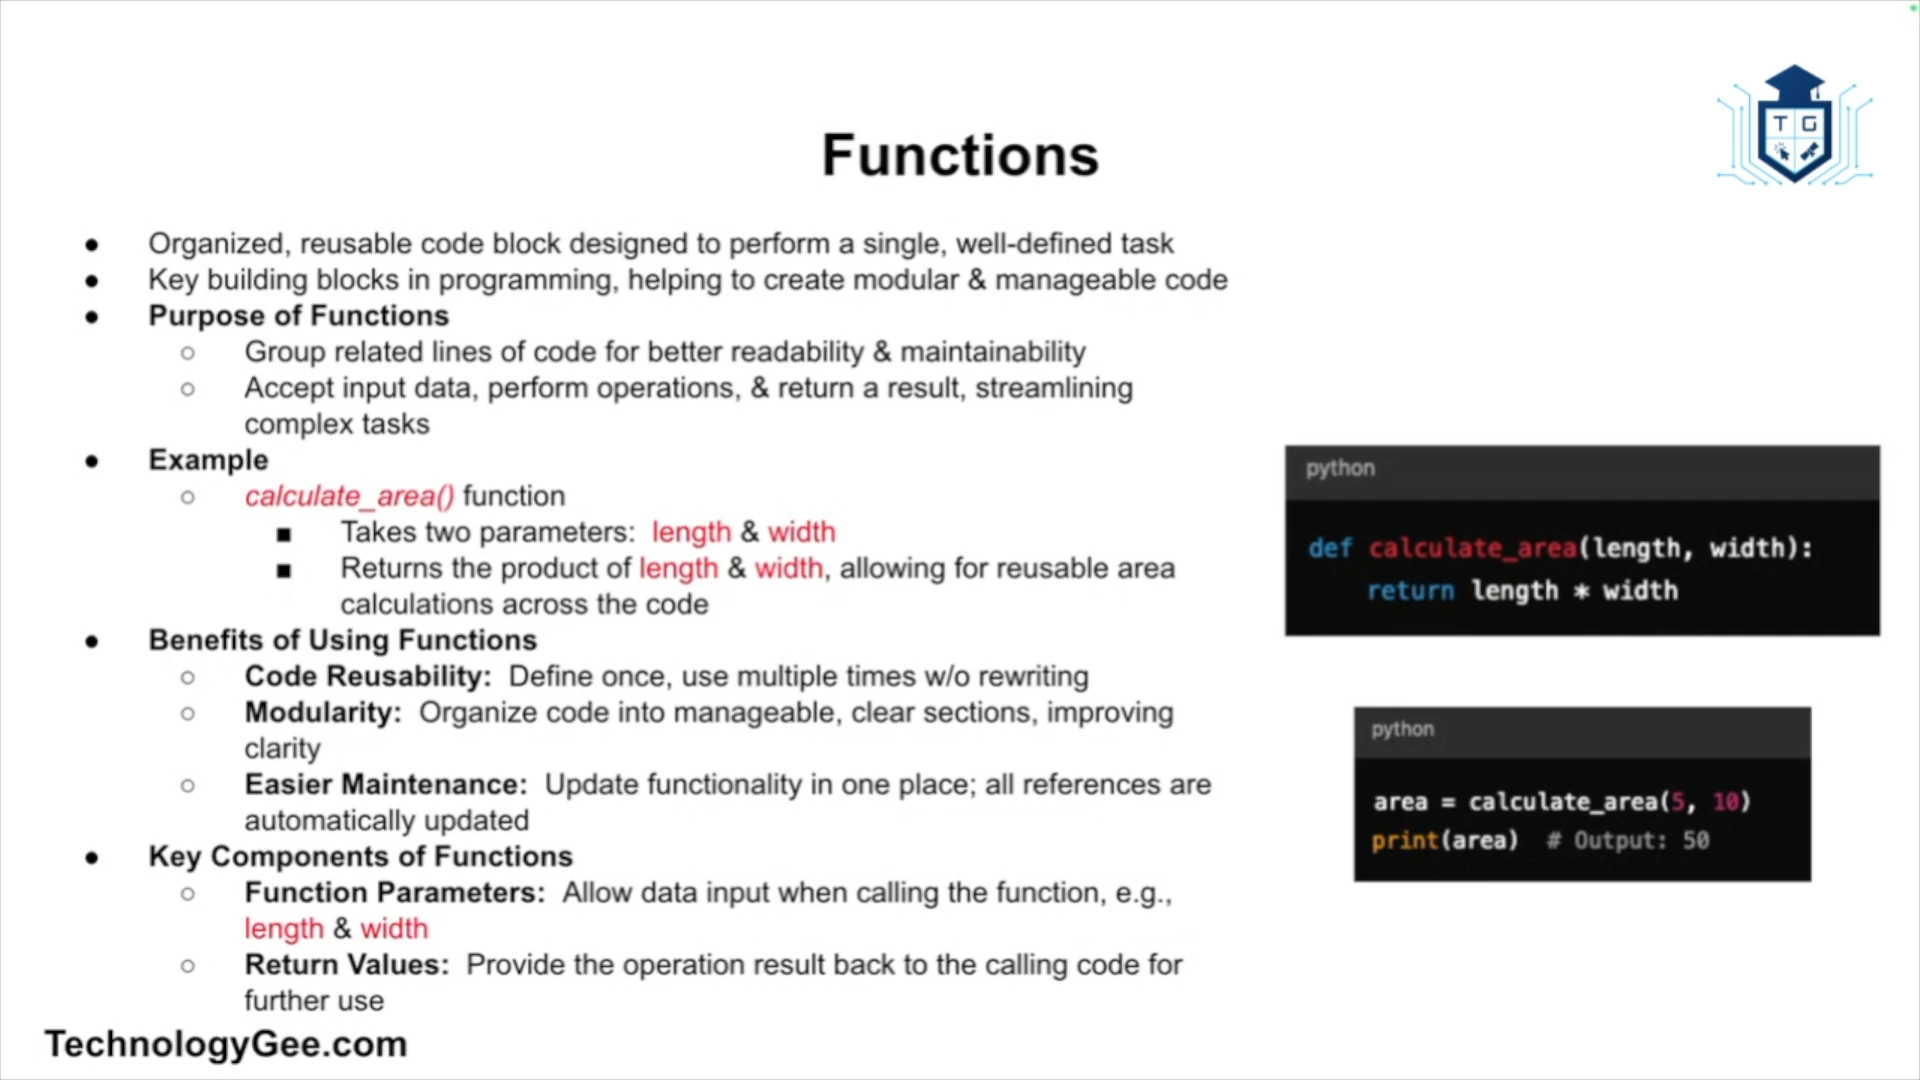 T G
Functions
● Organized, reusable code block designed to perform a single, well-defined task
● Key building blocks in programming, helping to create modular & manageable code
● Purpose of Functions
○ Group related lines of code for better readability & maintainability
○ Accept input data, perform operations, & return a result, streamlining
complex tasks
● Example
○ calculate_area() function
■ Takes two parameters: length & width
■ Returns the product of length & width, allowing for reusable area
calculations across the code
● Benefits of Using Functions
○ Code Reusability: Define once, use multiple times w/o rewriting
○ Modularity: Organize code into manageable, clear sections, improving
clarity
○ Easier Maintenance: Update functionality in one place; all references are
automatically updated
● Key Components of Functions
○ Function Parameters: Allow data input when calling the function, e.g.,
length & width
○ Return Values: Provide the operation result back to the calling code for
further use
python
def calculate_area(length, width):
    return length * width
python
area = calculate_area(5, 10)
print(area)  # Output: 50
TechnologyGee.com